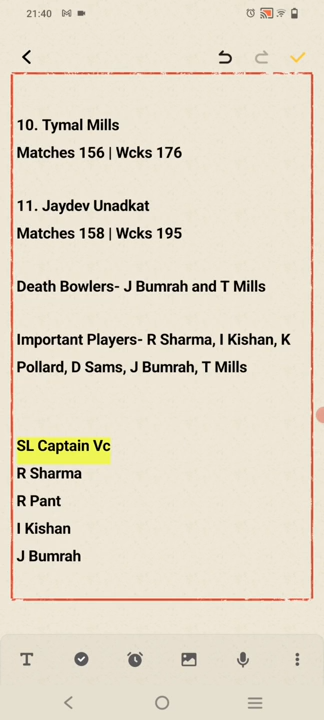 21:40
10. Tymal Mills
Matches 156 | Wcks 176
11. Jaydev Unadkat
Matches 158 | Wcks 195
Death Bowlers- J Bumrah and T Mills
Important Players- R Sharma, I Kishan, K
Pollard, D Sams, J Bumrah, T Mills
SL Captain Vc
R Sharma
R Pant
I Kishan
J Bumrah
T